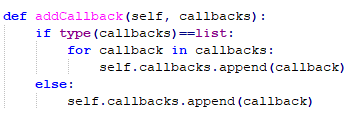 def addCallback(self, callbacks):
    if type(callbacks)==list:
        for callback in callbacks:
            self.callbacks.append(callback)
    else:
        self.callbacks.append(callback)